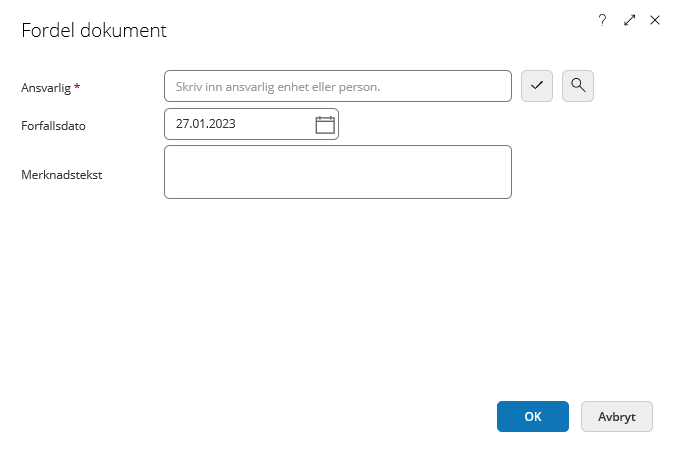 Fordel dokument
?
Ansvarlig *
Skriv inn ansvarlig enhet eller person.
Forfallsdato
27.01.2023
Merknadstekst
OK
Avbryt